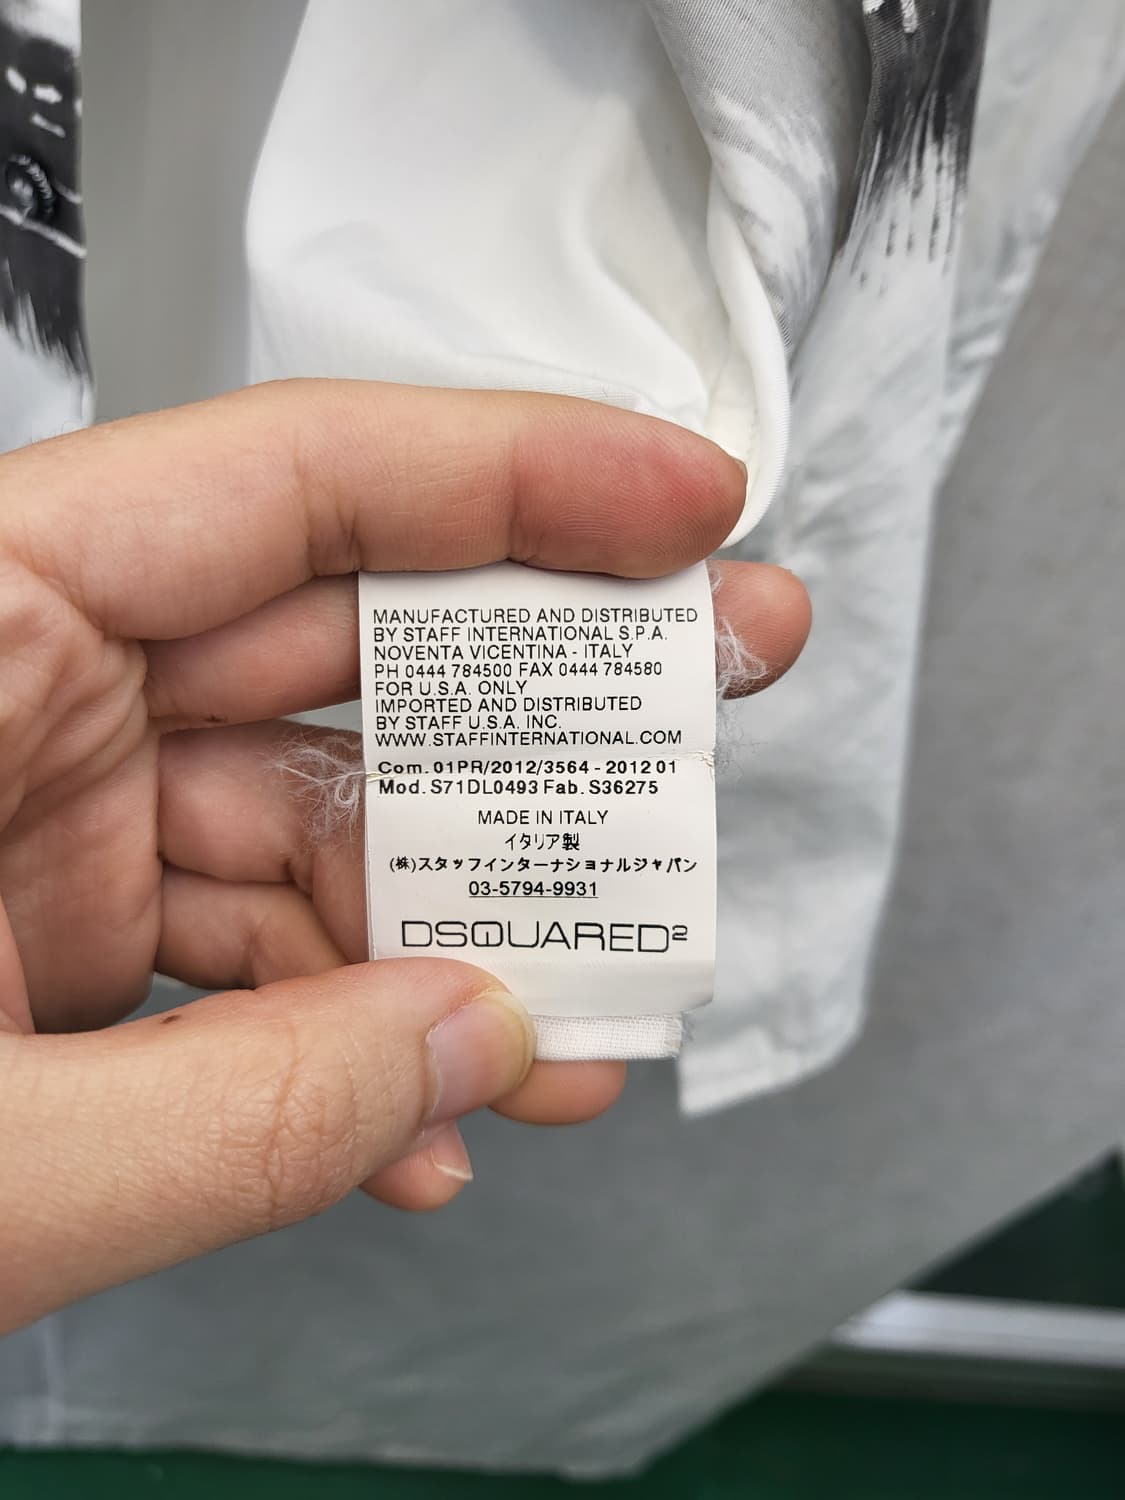 MANUFACTURED AND DISTRIBUTED
BY STAFF INTERNATIONAL S.P.A.
NOVENTA VICENTINA - ITALY
PH 0444 784500 FAX 0444 784580
FOR U.S.A. ONLY
IMPORTED AND DISTRIBUTED
BY STAFF U.S.A. INC.
WWW.STAFFINTERNATIONAL.COM
Com. 01PR/2012/3564 - 2012 01
Mod. S71DL0493 Fab. S36275
MADE IN ITALY
イタリア製
(株)スタッフインターナショナルジャパン
03-5794-9931
DSQUARED²